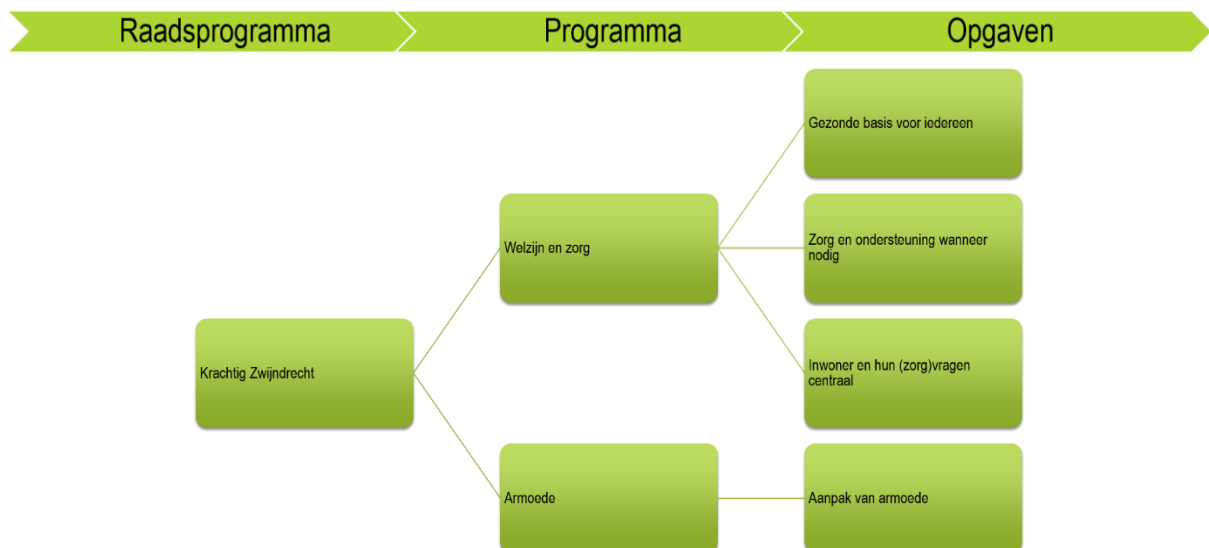 Raadsprogramma
Programma
Opgaven
Gezonde basis voor iedereen
Welzijn en zorg
Zorg en ondersteuning wanneer
nodig
Krachtig Zwijndrecht
Inwoner en hun (zorg)vragen
centraal
Armoede
Aanpak van armoede